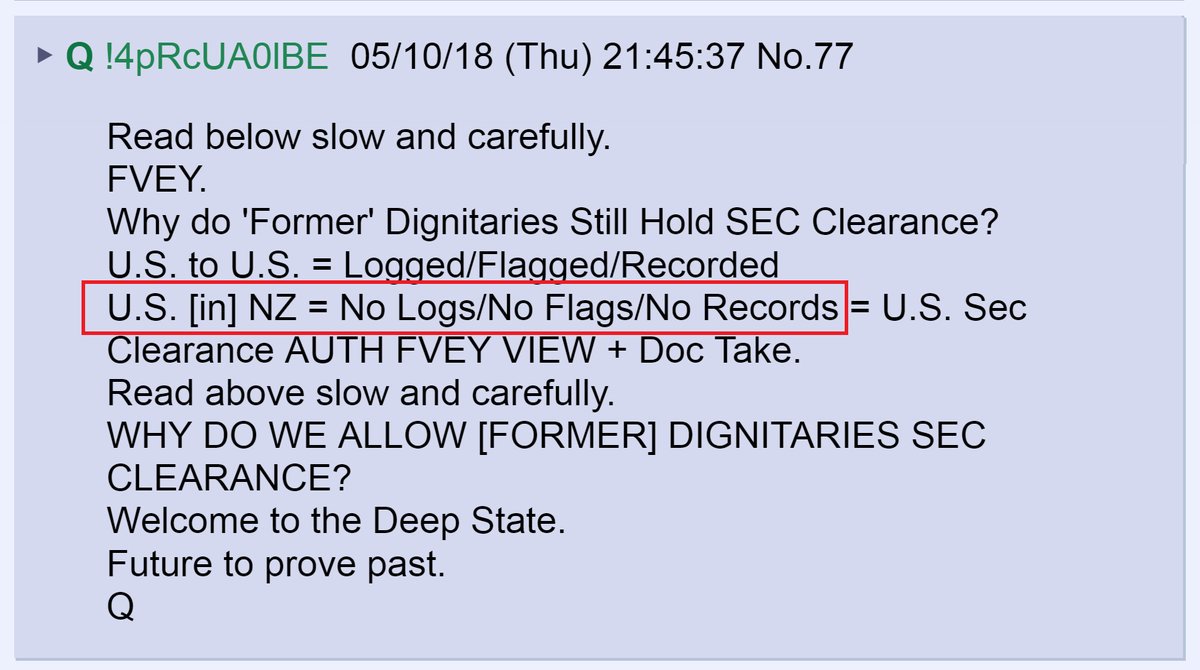 Q !4pRcUA0lBE 05/10/18 (Thu) 21:45:37 No.77
Read below slow and carefully.
FVEY.
Why do 'Former' Dignitaries Still Hold SEC Clearance?
U.S. to U.S. = Logged/Flagged/Recorded
U.S. [in] NZ = No Logs/No Flags/No Records = U.S. Sec
Clearance AUTH FVEY VIEW + Doc Take.
Read above slow and carefully.
WHY DO WE ALLOW [FORMER] DIGNITARIES SEC
CLEARANCE?
Welcome to the Deep State.
Future to prove past.
Q